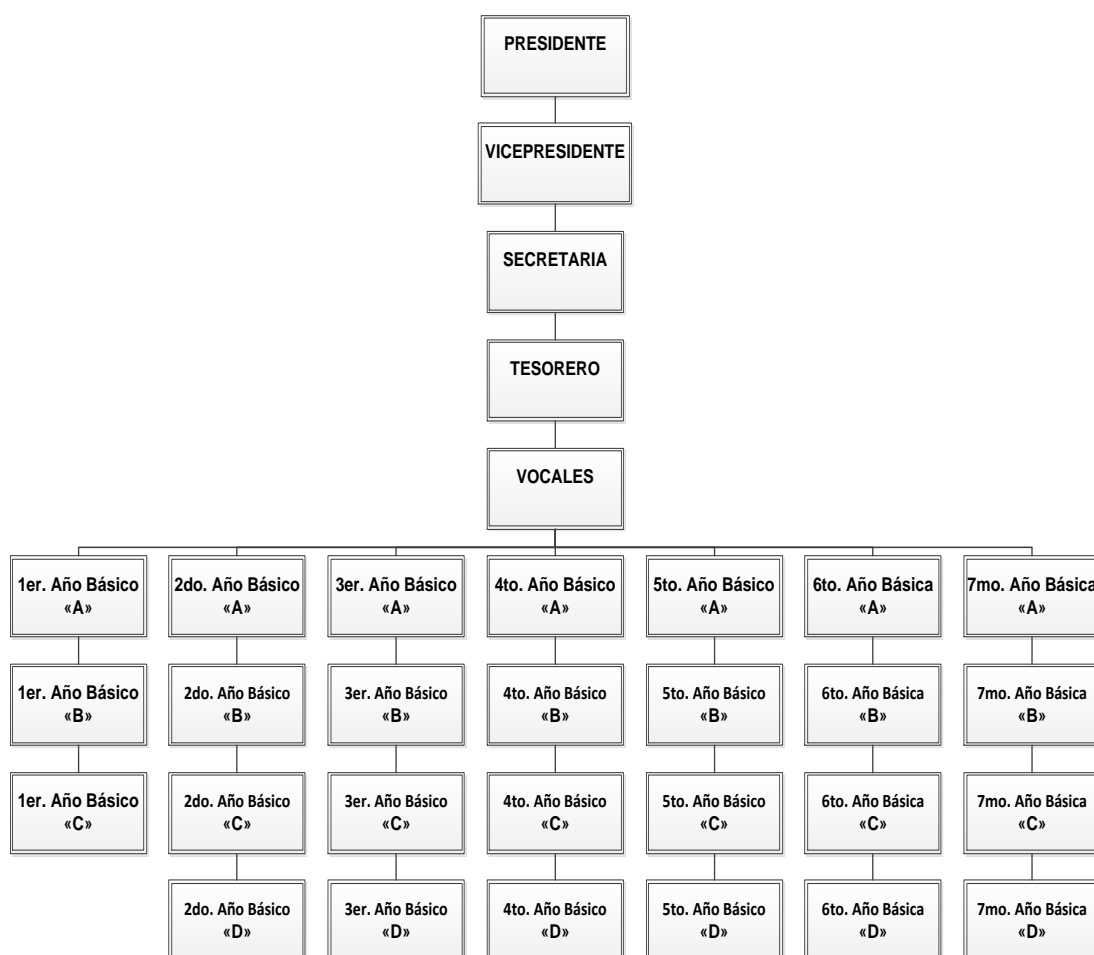 PRESIDENTE
VICEPRESIDENTE
SECRETARIA
TESORERO
VOCALES
1er. Año Básico
«A»
2do. Año Básico
«A»
3er. Año Básico
«A»
4to. Año Básico
«A»
5to. Año Básico
«A»
6to. Año Básica
«A»
7mo. Año Básica
«A»
1er. Año Básico
«B»
2do. Año Básico
«B»
3er. Año Básico
«B»
4to. Año Básico
«B»
5to. Año Básico
«B»
6to. Año Básica
«B»
7mo. Año Básica
«B»
1er. Año Básico
«C»
2do. Año Básico
«C»
3er. Año Básico
«C»
4to. Año Básico
«C»
5to. Año Básico
«C»
6to. Año Básica
«C»
7mo. Año Básica
«C»
2do. Año Básico
«D»
3er. Año Básico
«D»
4to. Año Básico
«D»
5to. Año Básico
«D»
6to. Año Básica
«D»
7mo. Año Básica
«D»